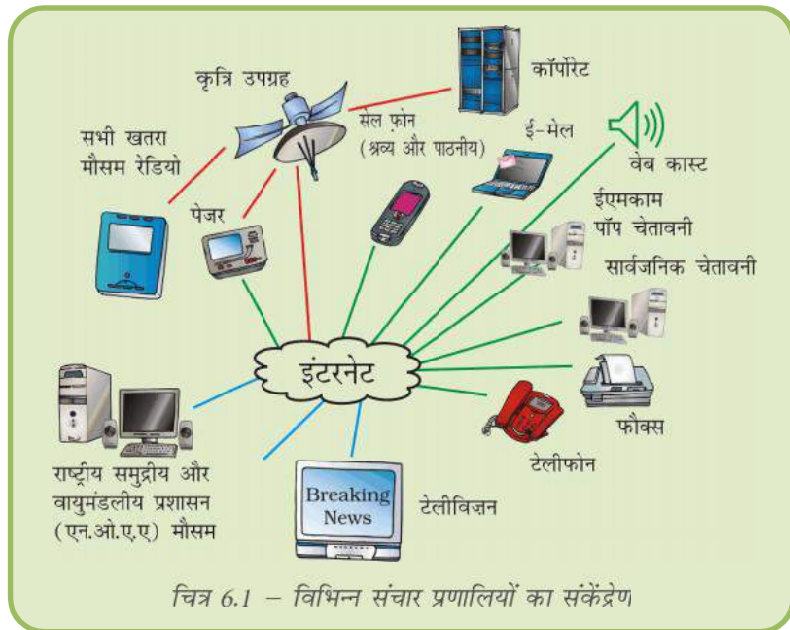 कॉर्पोरेट
कृत्रि उपग्रह
सेल फ़ोन
(श्रव्य और पाठनीय)
ई-मेल
सभी खतरा
मौसम रेडियो
वेब कास्ट
पेजर
ईएमकाम
पॉप चेतावनी
सार्वजनिक चेतावनी
इंटरनेट
फौक्स
टेलीफोन
राष्ट्रीय समुद्रीय और
वायुमंडलीय प्रशासन
(एन.ओ.ए.ए) मौसम
Breaking
News
टेलीविज़न
चित्र 6.1 – विभिन्न संचार प्रणालियों का संकेंद्रेण